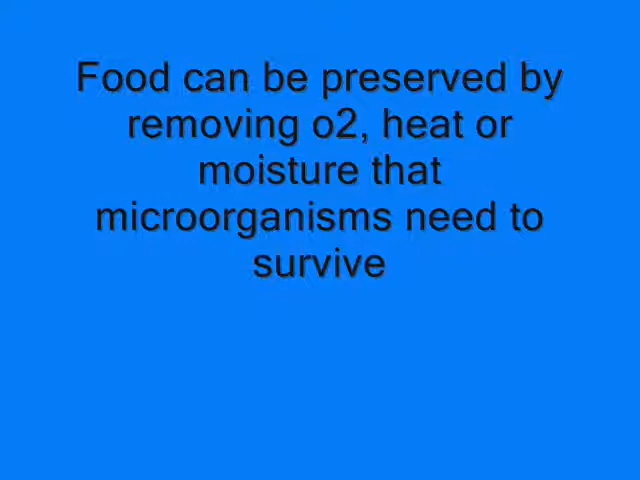 Food can be preserved by
removing o2, heat or
moisture that
microorganisms need to
survive